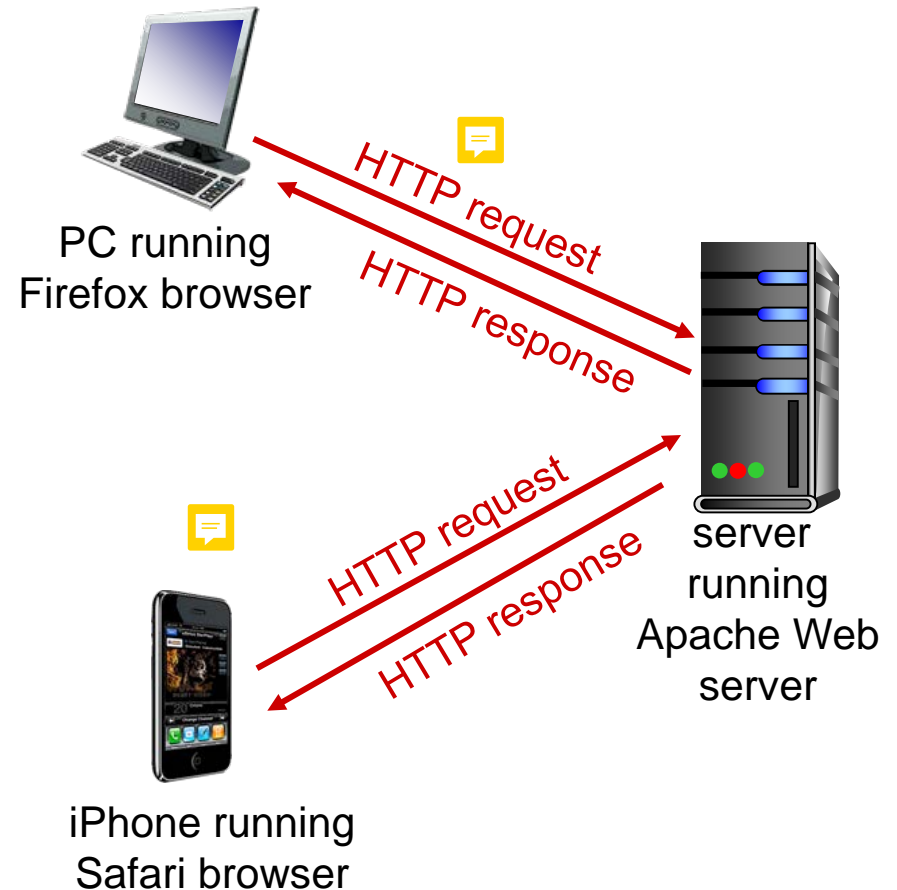 HTTP request
HTTP response
PC running
Firefox browser
HTTP request
HTTP response
server
running
Apache Web
server
iPhone running
Safari browser